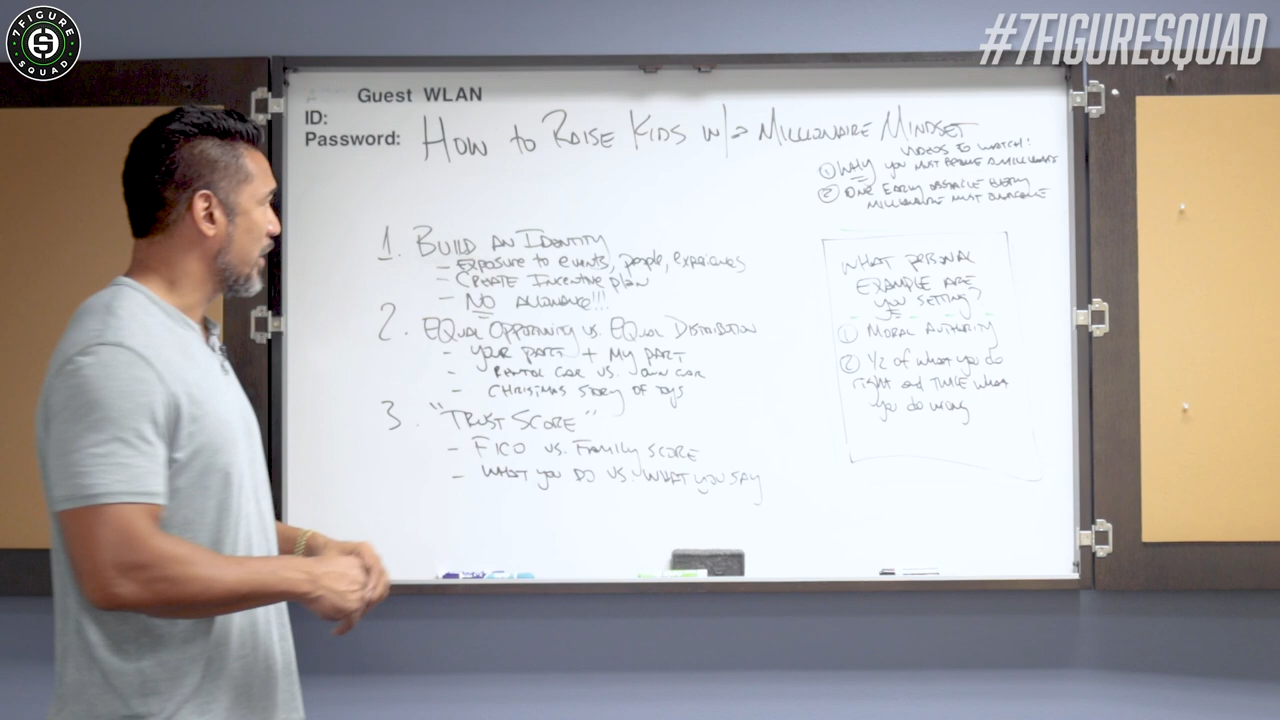 7FIGURE
SQUAD
#7FIGURESQUAD
Guest WLAN
ID:
Password:
HOW TO RAISE KIDS W/ A MILLIONAIRE MINDSET
VIDEOS TO WATCH:
① WHY YOU MUST BECOME A MILLIONAIRE
② ONE EARLY OBSTACLE EVERY
MILLIONAIRE MUST OVERCOME
1. BUILD AN IDENTITY
- EXPOSURE TO EVENTS, people, experiences
- CREATE INCENTIVE plan
- NO ALLOWANCE!!!
2. EQUAL OPPORTUNITY VS. EQUAL DISTRIBUTION
- YOUR PART + MY PART
- RENTAL CAR VS. OWN CAR
- CHRISTMAS STORY OF TOYS
3. "TRUST SCORE"
- FICO VS. FAMILY SCORE
- WHAT YOU DO VS. WHAT YOU SAY
WHAT PERSONAL
EXAMPLE ARE
YOU SETTING?
① MORAL AUTHORITY
② 1/2 of what you do
right and TWICE what
you do wrong